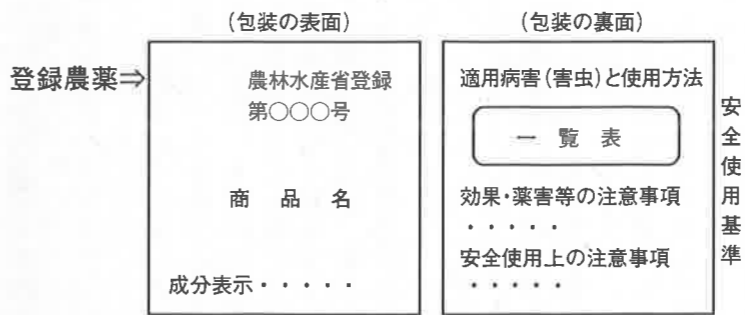 (包装の表面)
登録農薬⇒
農林水産省登録
第○○○号
商品名
成分表示・・・・・
(包装の裏面)
適用病害(害虫)と使用方法
一覧表
効果・薬害等の注意事項
・・・・・
安全使用上の注意事項
・・・・・
安全使用基準